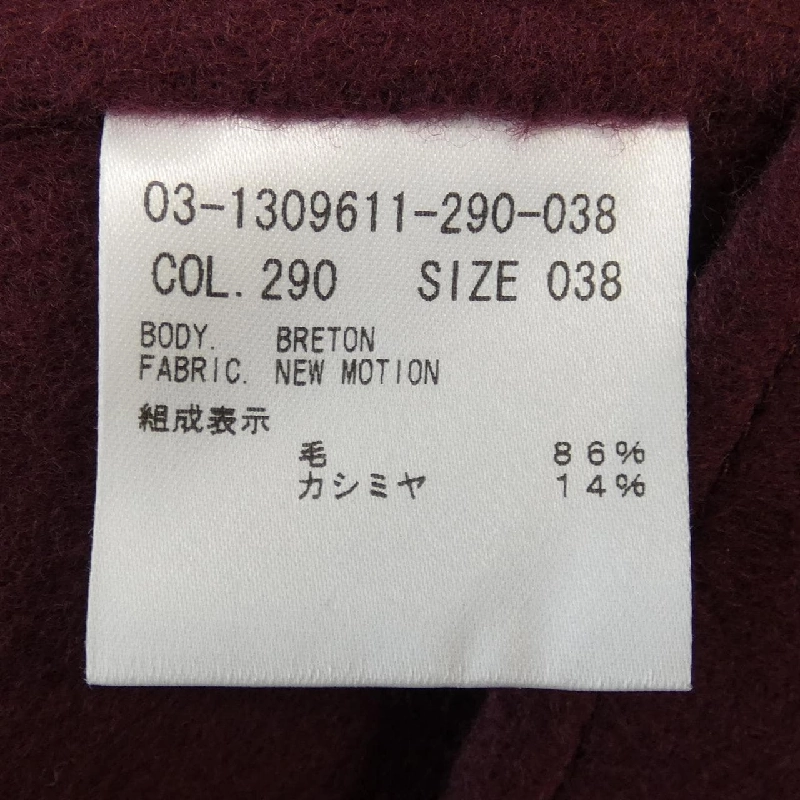 03-1309611-290-038
COL. 290 SIZE 038
BODY. BRETON
FABRIC. NEW MOTION
組成表示
毛 86%
カシミヤ 14%